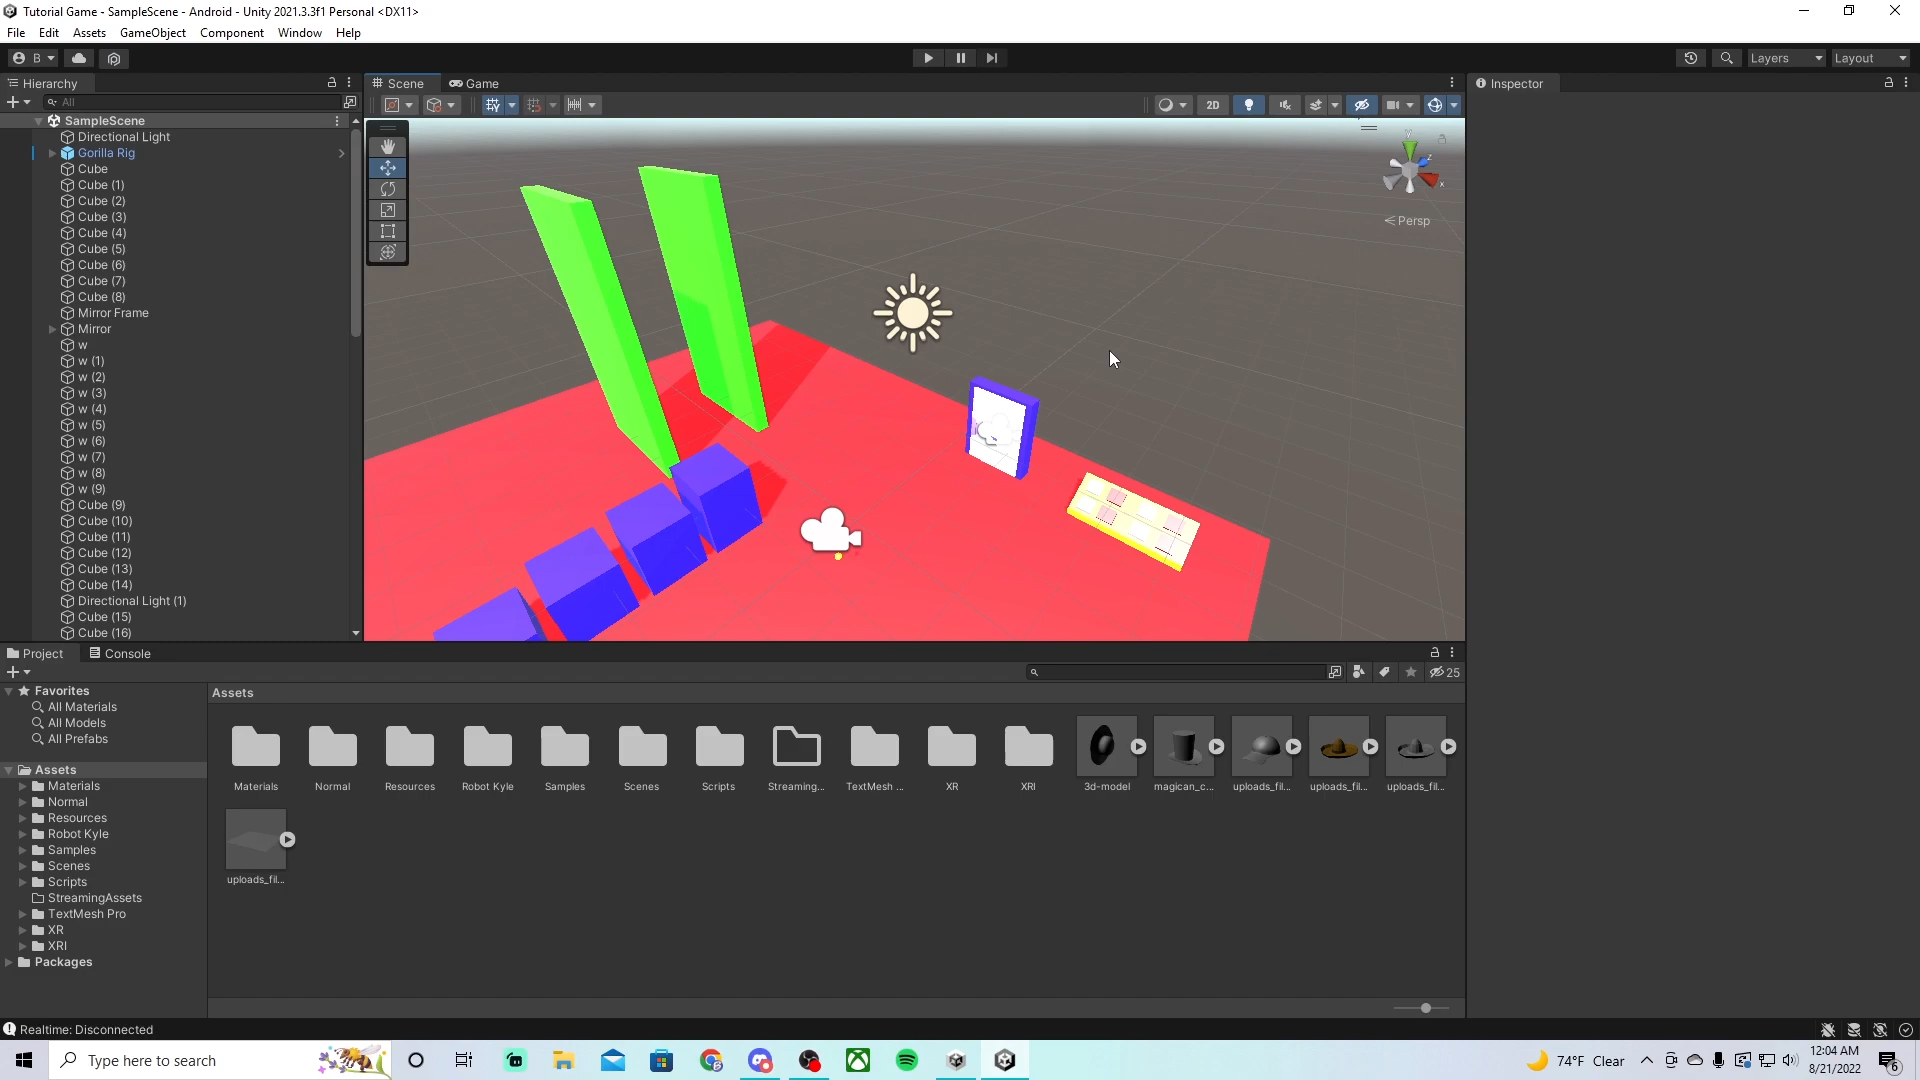 Tutorial Game - SampleScene - Android - Unity 2021.3.3f1 Personal <DX11>
File Edit Assets GameObject Component Window Help
B Layers Layout
Hierarchy Scene Game Inspector
All 2D
SampleScene
Directional Light
Gorilla Rig
Cube
Cube (1)
Cube (2)
Cube (3)
Cube (4)
Cube (5)
Cube (6)
Cube (7)
Cube (8)
Mirror Frame
Mirror
w
w (1)
w (2)
w (3)
w (4)
w (5)
w (6)
w (7)
w (8)
w (9)
Cube (9)
Cube (10)
Cube (11)
Cube (12)
Cube (13)
Cube (14)
Directional Light (1)
Cube (15)
Cube (16)
y
z
x
Persp
Project Console
25
Favorites
All Materials
All Models
All Prefabs
Assets
Materials
Normal
Resources
Robot Kyle
Samples
Scenes
Scripts
StreamingAssets
TextMesh Pro
XR
XRI
Packages
Assets
Materials Normal Resources Robot Kyle Samples Scenes Scripts Streaming... TextMesh ... XR XRI 3d-model magican_c... uploads_fil... uploads_fil... uploads_fil...
uploads_fil...
Realtime: Disconnected
Type here to search
74°F Clear
12:04 AM
8/21/2022
6